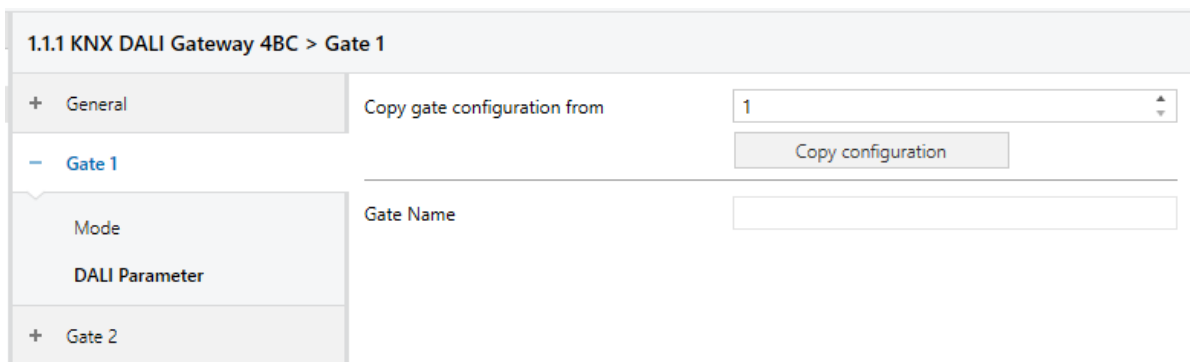 1.1.1 KNX DALI Gateway 4BC > Gate 1
+ General
Copy gate configuration from 1
Copy configuration
− Gate 1
Gate Name
Mode
DALI Parameter
+ Gate 2